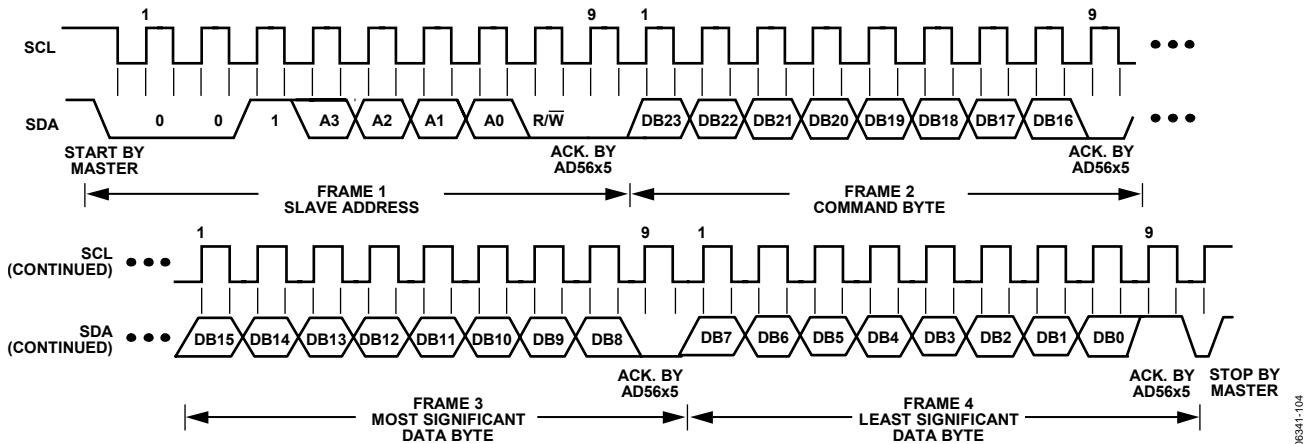 1 9 1 9
SCL
SDA 0 0 1 A3 A2 A1 A0 R/W DB23 DB22 DB21 DB20 DB19 DB18 DB17 DB16
START BY
MASTER
ACK. BY
AD56x5
ACK. BY
AD56x5
FRAME 1
SLAVE ADDRESS
FRAME 2
COMMAND BYTE
1 9 1 9
SCL
(CONTINUED)
SDA
(CONTINUED)
DB15 DB14 DB13 DB12 DB11 DB10 DB9 DB8 DB7 DB6 DB5 DB4 DB3 DB2 DB1 DB0
ACK. BY
AD56x5
ACK. BY
AD56x5
STOP BY
MASTER
FRAME 3
MOST SIGNIFICANT
DATA BYTE
FRAME 4
LEAST SIGNIFICANT
DATA BYTE
06341-104